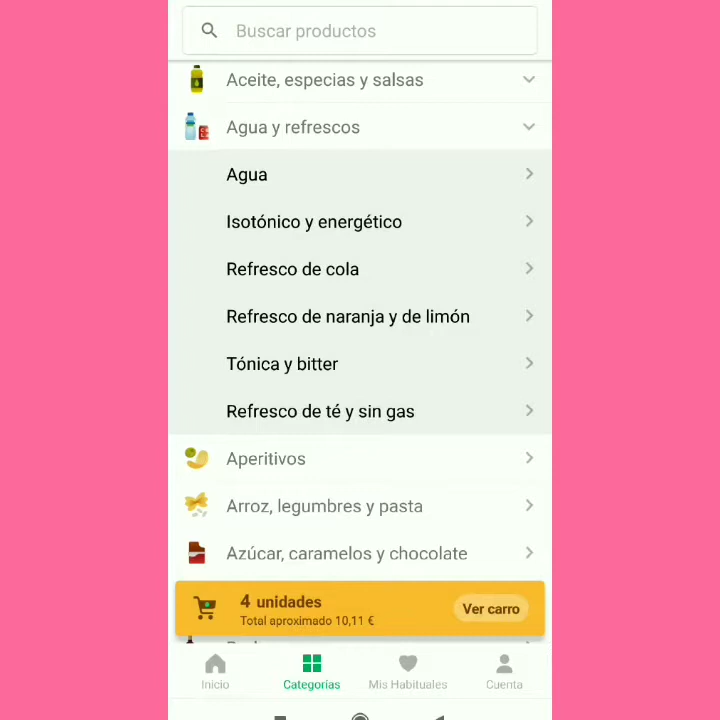 Buscar productos
Aceite, especias y salsas
Agua y refrescos
Agua
Isotónico y energético
Refresco de cola
Refresco de naranja y de limón
Tónica y bitter
Refresco de té y sin gas
Aperitivos
Arroz, legumbres y pasta
Azúcar, caramelos y chocolate
4 unidades
Total aproximado 10,11 €
Ver carro
Inicio
Categorías
Mis Habituales
Cuenta